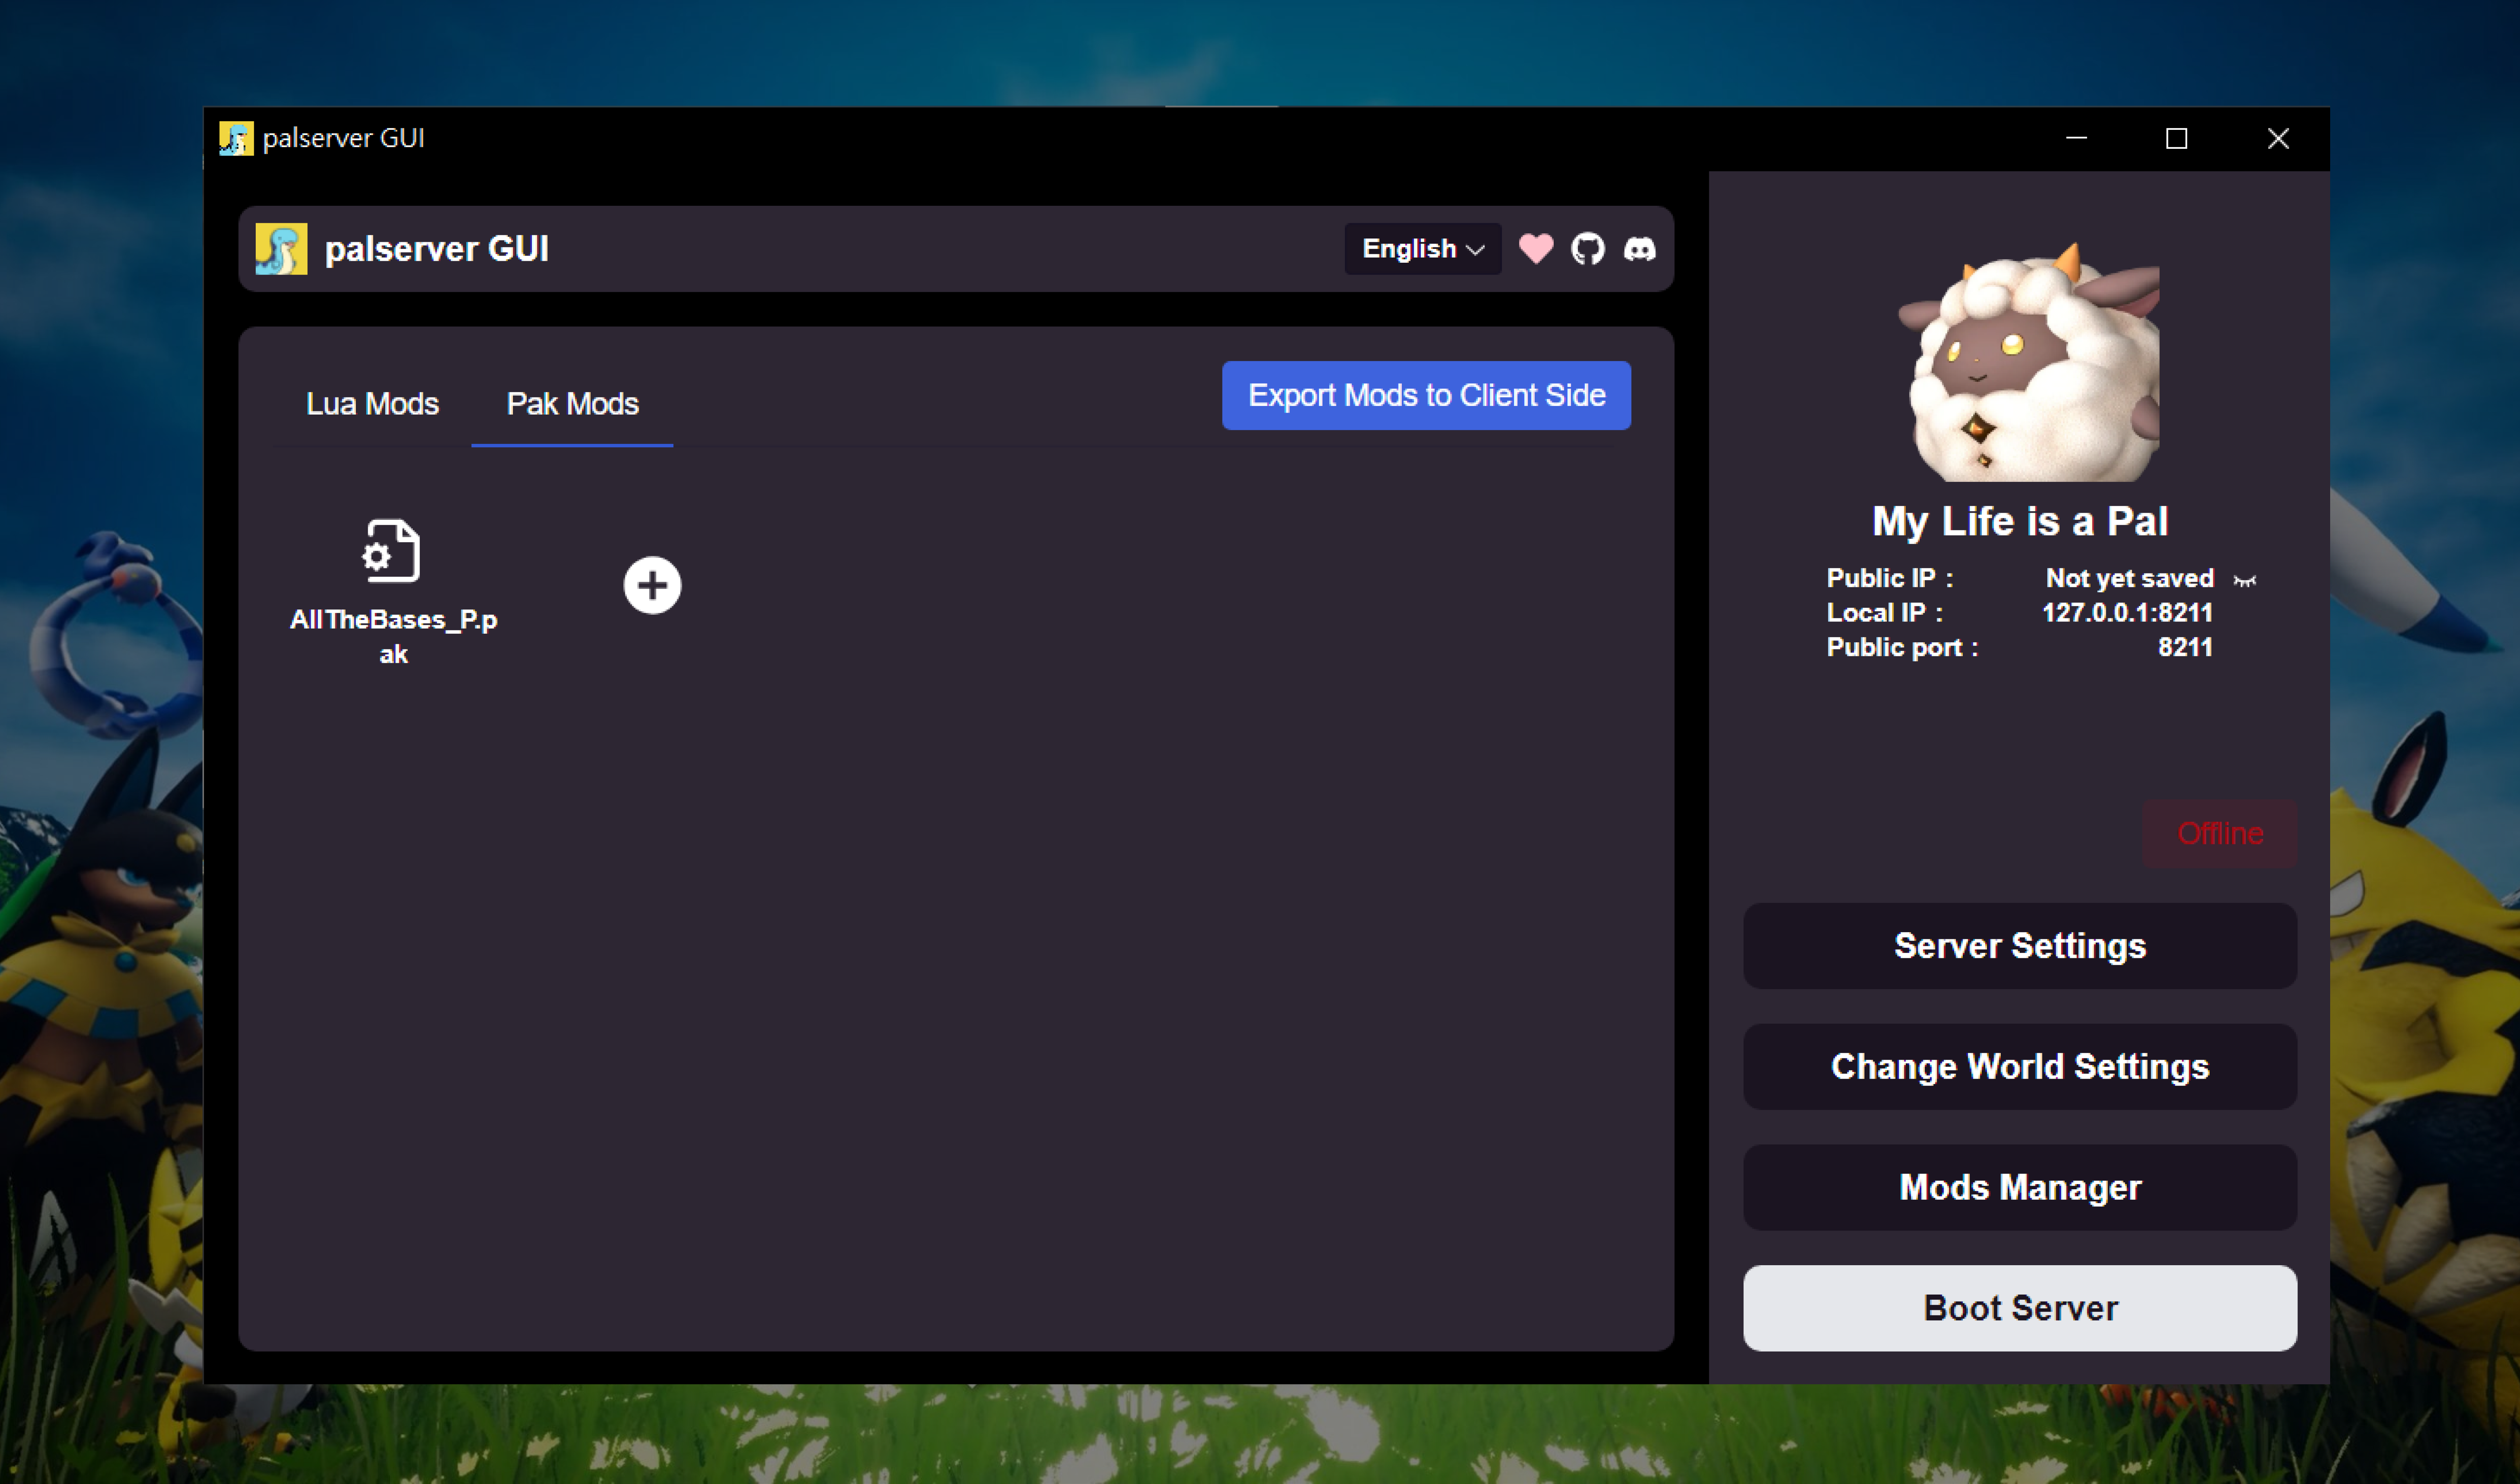 palserver GUI
palserver GUI
English
Lua Mods
Pak Mods
Export Mods to Client Side
AllTheBases_P.p
ak
My Life is a Pal
Public IP : Not yet saved
Local IP : 127.0.0.1:8211
Public port : 8211
Offline
Server Settings
Change World Settings
Mods Manager
Boot Server